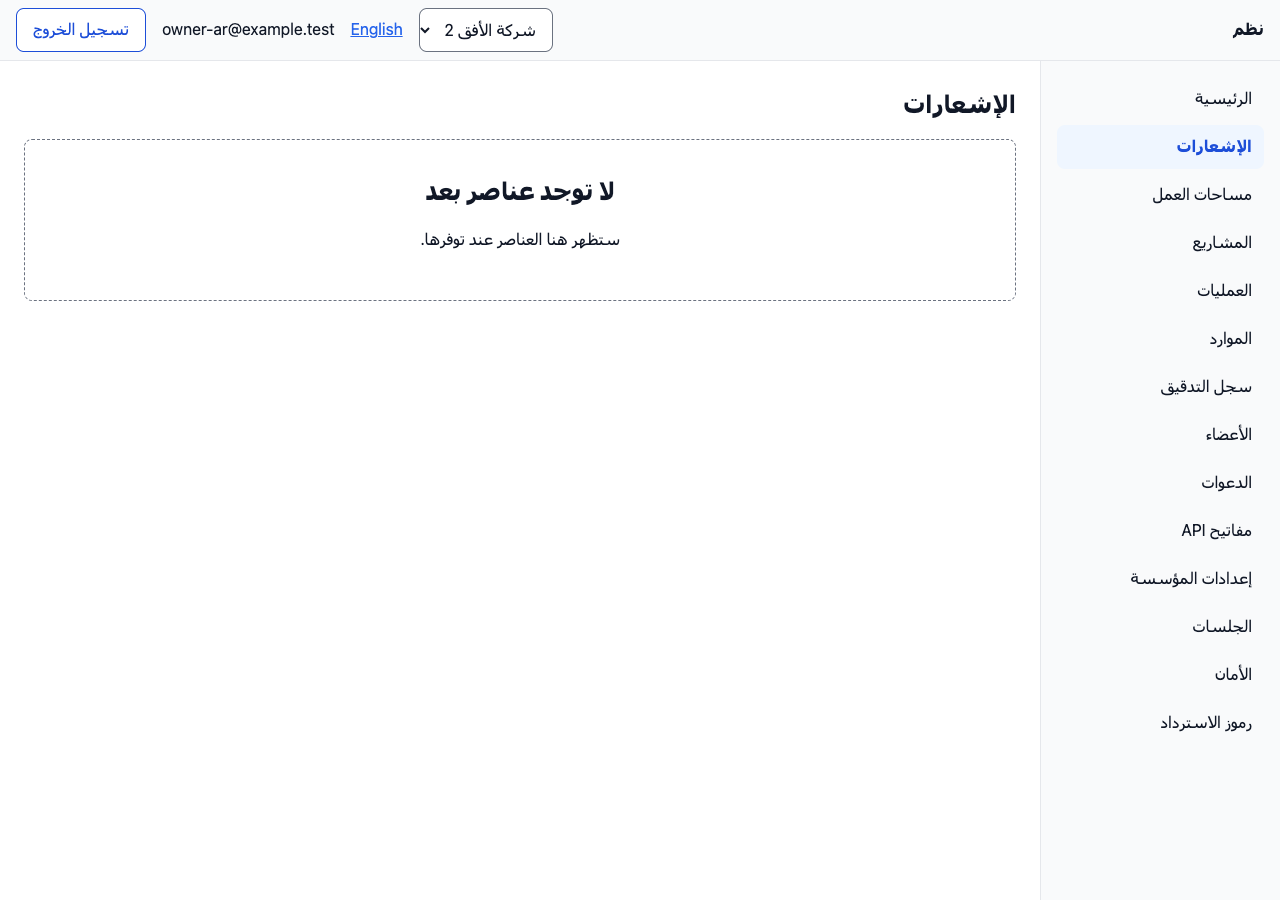 نظم
شركة الأفق 2
English
owner-ar@example.test
تسجيل الخروج
الرئيسية
الإشعارات
مساحات العمل
المشاريع
العمليات
الموارد
سجل التدقيق
الأعضاء
الدعوات
مفاتيح API
إعدادات المؤسسة
الجلسات
الأمان
رموز الاسترداد
الإشعارات
لا توجد عناصر بعد
ستظهر هنا العناصر عند توفرها.